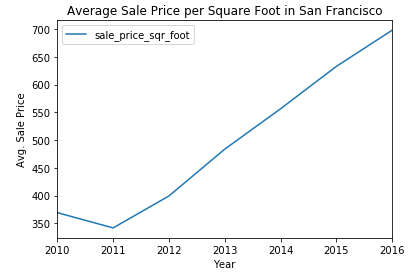 Average Sale Price per Square Foot in San Francisco
sale_price_sqr_foot
700
650
600
550
500
450
400
350
Avg. Sale Price
2010 2011 2012 2013 2014 2015 2016
Year